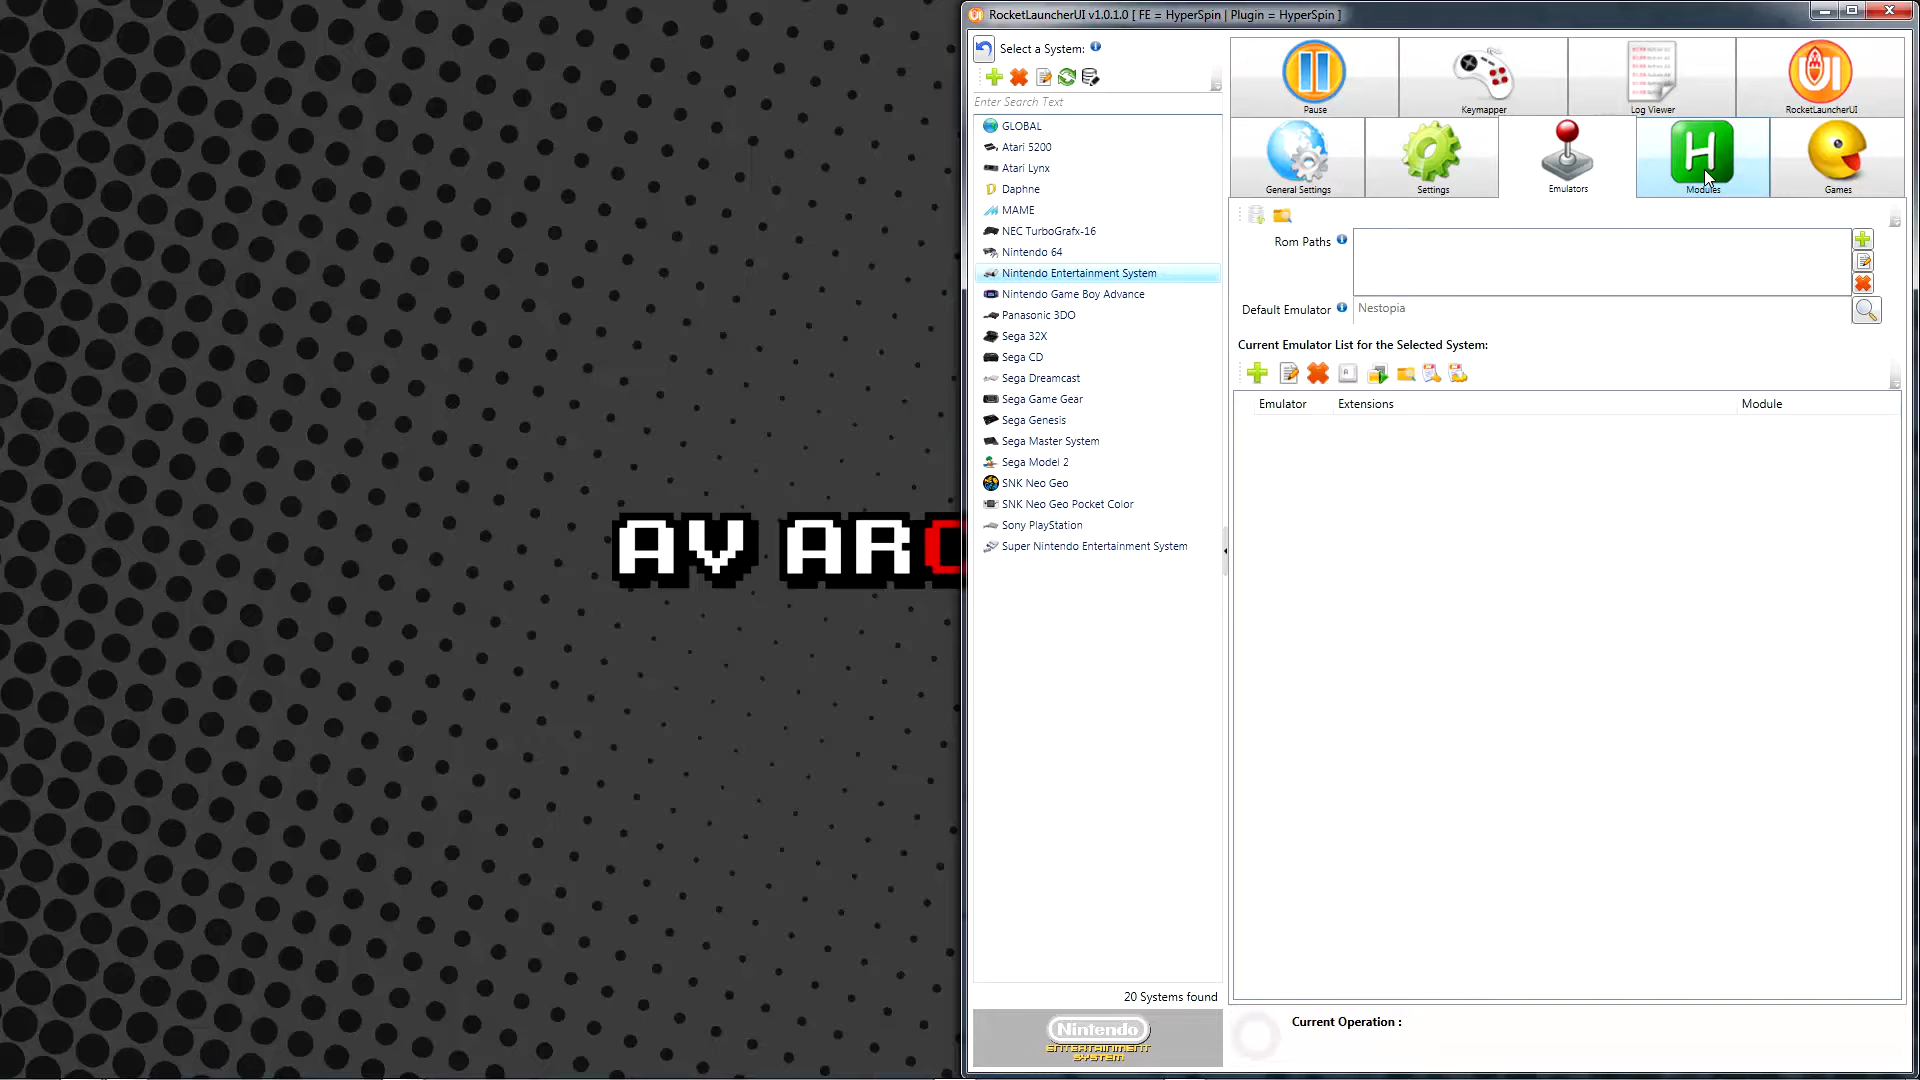 RocketLauncherUI v1.0.1.0 [ FE = HyperSpin | Plugin = HyperSpin ]
Select a System:
Enter Search Text
GLOBAL
Atari 5200
Atari Lynx
Daphne
MAME
NEC TurboGrafx-16
Nintendo 64
Nintendo Entertainment System
Nintendo Game Boy Advance
Panasonic 3DO
Sega 32X
Sega CD
Sega Dreamcast
Sega Game Gear
Sega Genesis
Sega Master System
Sega Model 2
SNK Neo Geo
SNK Neo Geo Pocket Color
Sony PlayStation
Super Nintendo Entertainment System
20 Systems found
Nintendo
ENTERTAINMENT
SYSTEM
Pause
Keymapper
Log Viewer
UI
RocketLauncherUI
General Settings
Settings
Emulators
H
Modules
Games
Rom Paths
Default Emulator
Nestopia
Current Emulator List for the Selected System:
Emulator
Extensions
Module
Current Operation :
AV ARC